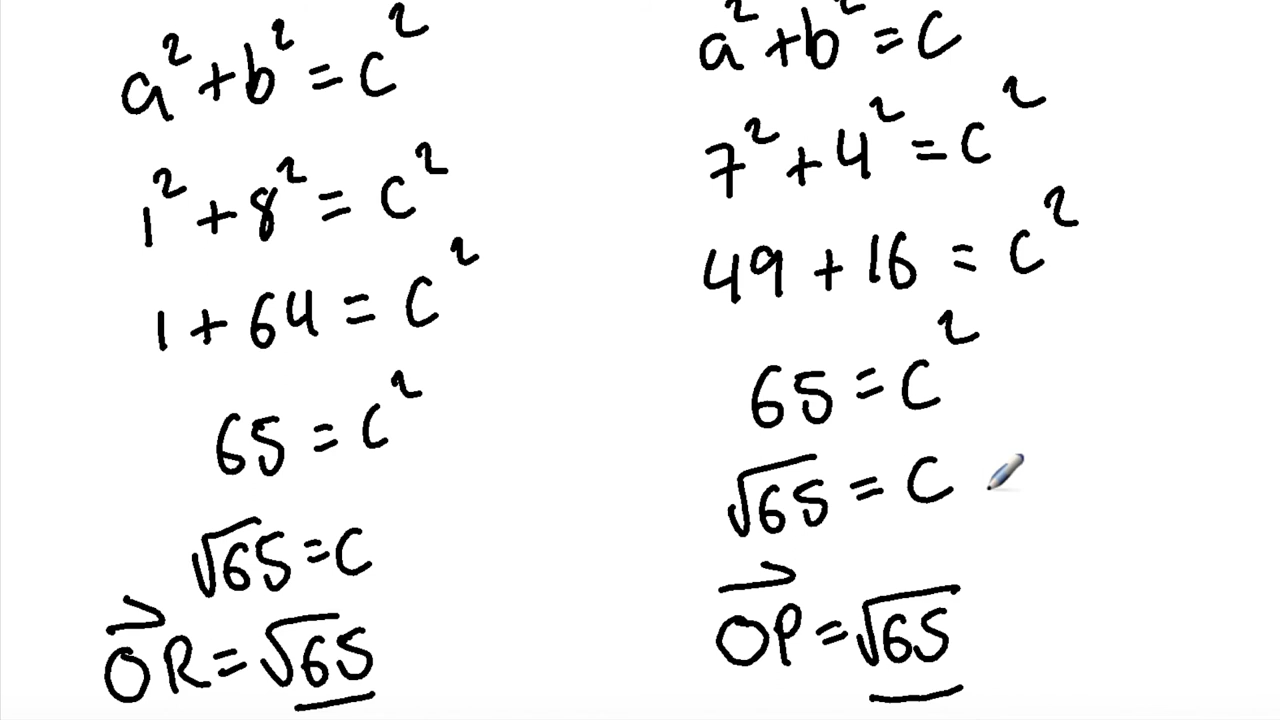 a² + b² = c²
1² + 8² = c²
1 + 64 = c²
65 = c²
√65 = c
→
OR = √65
a² + b² = c
7² + 4² = c²
49 + 16 = c²
65 = c²
√65 = c
→
OP = √65